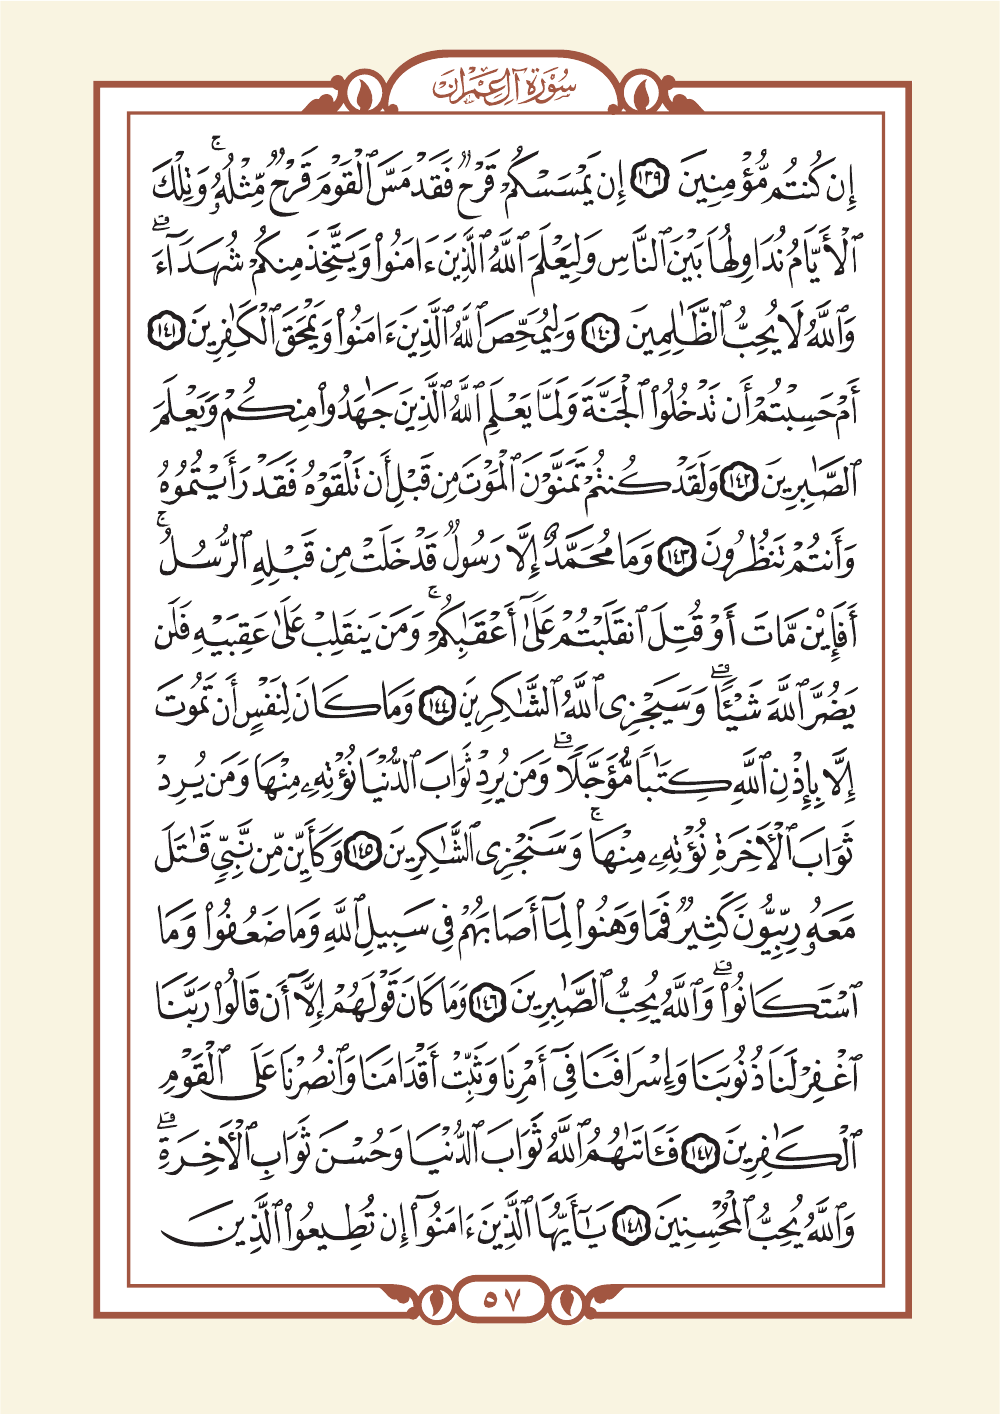 سُورَةُ آلِ عِمْرَان
إِن كُنتُم مُّؤْمِنِينَ ١٣٩ إِن يَمْسَسْكُمْ قَرْحٌ فَقَدْ مَسَّ ٱلْقَوْمَ قَرْحٌ مِّثْلُهُۥۚ وَتِلْكَ
ٱلْأَيَّامُ نُدَاوِلُهَا بَيْنَ ٱلنَّاسِ وَلِيَعْلَمَ ٱللَّهُ ٱلَّذِينَ ءَامَنُوا۟ وَيَتَّخِذَ مِنكُمْ شُهَدَآءَۗ
وَٱللَّهُ لَا يُحِبُّ ٱلظَّٰلِمِينَ ١٤٠ وَلِيُمَحِّصَ ٱللَّهُ ٱلَّذِينَ ءَامَنُوا۟ وَيَمْحَقَ ٱلْكَٰفِرِينَ ١٤١
أَمْ حَسِبْتُمْ أَن تَدْخُلُوا۟ ٱلْجَنَّةَ وَلَمَّا يَعْلَمِ ٱللَّهُ ٱلَّذِينَ جَٰهَدُوا۟ مِنكُمْ وَيَعْلَمَ
ٱلصَّٰبِرِينَ ١٤٢ وَلَقَدْ كُنتُمْ تَمَنَّوْنَ ٱلْمَوْتَ مِن قَبْلِ أَن تَلْقَوْهُ فَقَدْ رَأَيْتُمُوهُ
وَأَنتُمْ تَنظُرُونَ ١٤٣ وَمَا مُحَمَّدٌ إِلَّا رَسُولٌ قَدْ خَلَتْ مِن قَبْلِهِ ٱلرُّسُلُۚ
أَفَإِيْن مَّاتَ أَوْ قُتِلَ ٱنقَلَبْتُمْ عَلَىٰٓ أَعْقَٰبِكُمْۚ وَمَن يَنقَلِبْ عَلَىٰ عَقِبَيْهِ فَلَن
يَضُرَّ ٱللَّهَ شَيْـًٔاۗ وَسَيَجْزِى ٱللَّهُ ٱلشَّٰكِرِينَ ١٤٤ وَمَا كَانَ لِنَفْسٍ أَن تَمُوتَ
إِلَّا بِإِذْنِ ٱللَّهِ كِتَٰبًا مُّؤَجَّلًاۗ وَمَن يُرِدْ ثَوَابَ ٱلدُّنْيَا نُؤْتِهِۦ مِنْهَا وَمَن يُرِدْ
ثَوَابَ ٱلْأَخِرَةِ نُؤْتِهِۦ مِنْهَاۚ وَسَنَجْزِى ٱلشَّٰكِرِينَ ١٤٥ وَكَأَيِّن مِّن نَّبِىٍّ قَٰتَلَ
مَعَهُۥ رِبِّيُّونَ كَثِيرٌ فَمَا وَهَنُوا۟ لِمَآ أَصَابَهُمْ فِى سَبِيلِ ٱللَّهِ وَمَا ضَعُفُوا۟ وَمَا
ٱسْتَكَانُوا۟ۗ وَٱللَّهُ يُحِبُّ ٱلصَّٰبِرِينَ ١٤٦ وَمَا كَانَ قَوْلَهُمْ إِلَّآ أَن قَالُوا۟ رَبَّنَا
ٱغْفِرْ لَنَا ذُنُوبَنَا وَإِسْرَافَنَا فِىٓ أَمْرِنَا وَثَبِّتْ أَقْدَامَنَا وَٱنصُرْنَا عَلَى ٱلْقَوْمِ
ٱلْكَٰفِرِينَ ١٤٧ فَـَٔاتَىٰهُمُ ٱللَّهُ ثَوَابَ ٱلدُّنْيَا وَحُسْنَ ثَوَابِ ٱلْأَخِرَةِۗ
وَٱللَّهُ يُحِبُّ ٱلْمُحْسِنِينَ ١٤٨ يَٰٓأَيُّهَا ٱلَّذِينَ ءَامَنُوٓا۟ إِن تُطِيعُوا۟ ٱلَّذِينَ
٥٧